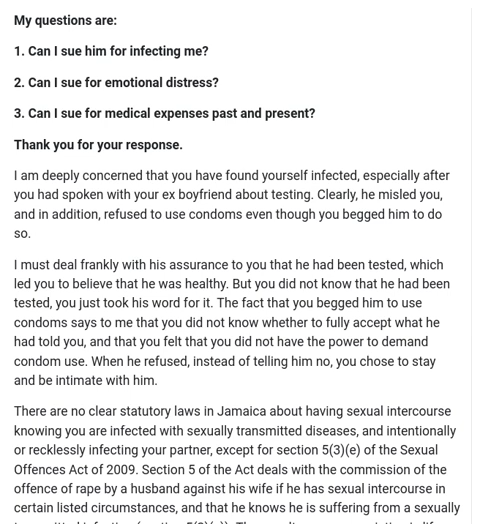 My questions are:
1. Can I sue him for infecting me?
2. Can I sue for emotional distress?
3. Can I sue for medical expenses past and present?
Thank you for your response.
I am deeply concerned that you have found yourself infected, especially after
you had spoken with your ex boyfriend about testing. Clearly, he misled you,
and in addition, refused to use condoms even though you begged him to do
so.
I must deal frankly with his assurance to you that he had been tested, which
led you to believe that he was healthy. But you did not know that he had been
tested, you just took his word for it. The fact that you begged him to use
condoms says to me that you did not know whether to fully accept what he
had told you, and that you felt that you did not have the power to demand
condom use. When he refused, instead of telling him no, you chose to stay
and be intimate with him.
There are no clear statutory laws in Jamaica about having sexual intercourse
knowing you are infected with sexually transmitted diseases, and intentionally
or recklessly infecting your partner, except for section 5(3)(e) of the Sexual
Offences Act of 2009. Section 5 of the Act deals with the commission of the
offence of rape by a husband against his wife if he has sexual intercourse in
certain listed circumstances, and that he knows he is suffering from a sexually